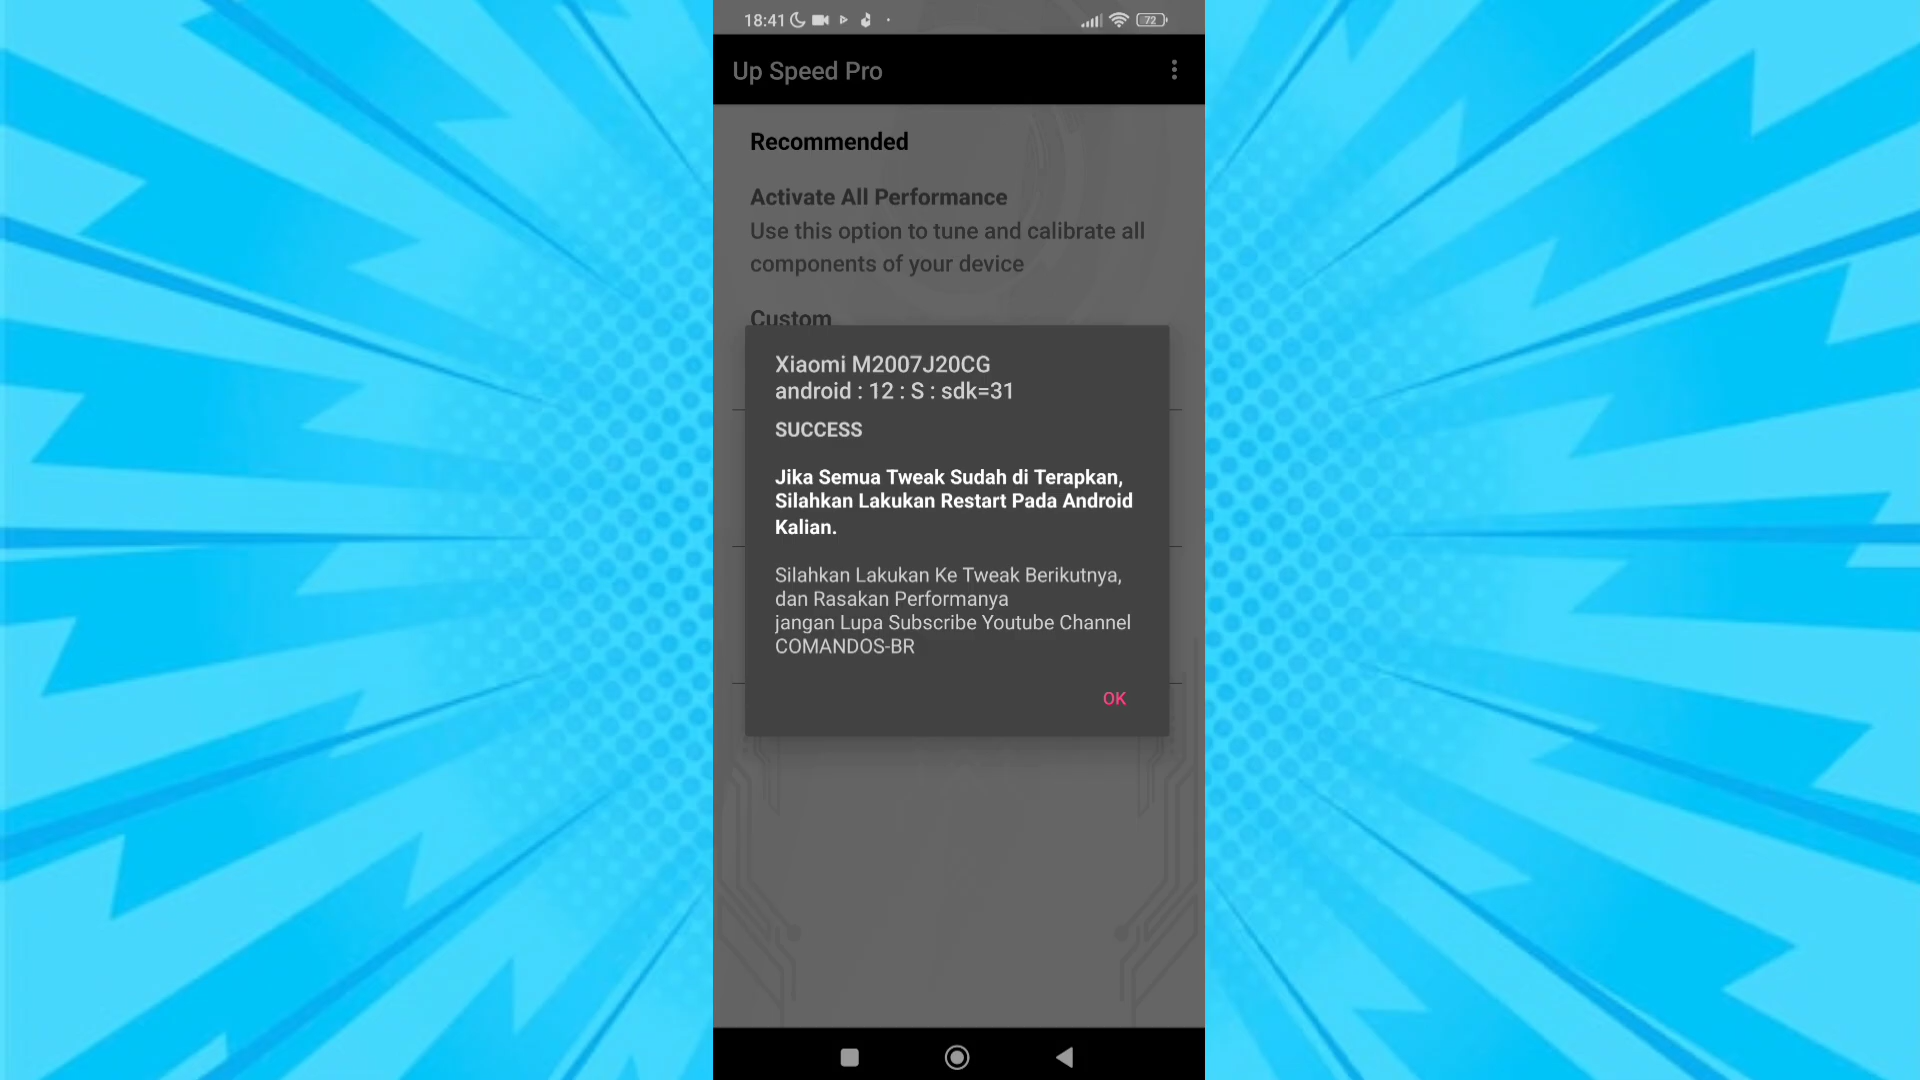 18:41
72
Up Speed Pro
Recommended
Activate All Performance
Use this option to tune and calibrate all
components of your device
Custom
Xiaomi M2007J20CG
android : 12 : S : sdk=31
SUCCESS
Jika Semua Tweak Sudah di Terapkan,
Silahkan Lakukan Restart Pada Android
Kalian.
Silahkan Lakukan Ke Tweak Berikutnya,
dan Rasakan Performanya
jangan Lupa Subscribe Youtube Channel
COMANDOS-BR
OK